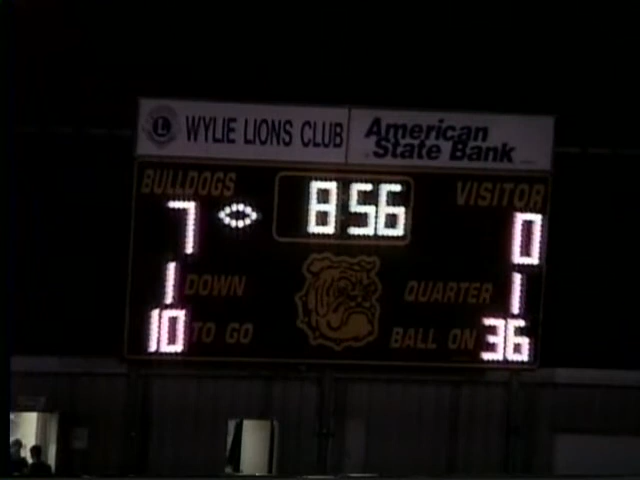 L WYLIE LIONS CLUB American
State Bank
BULLDOGS 8 56 VISITOR
7 0
1 DOWN QUARTER 1
10 TO GO BALL ON 36